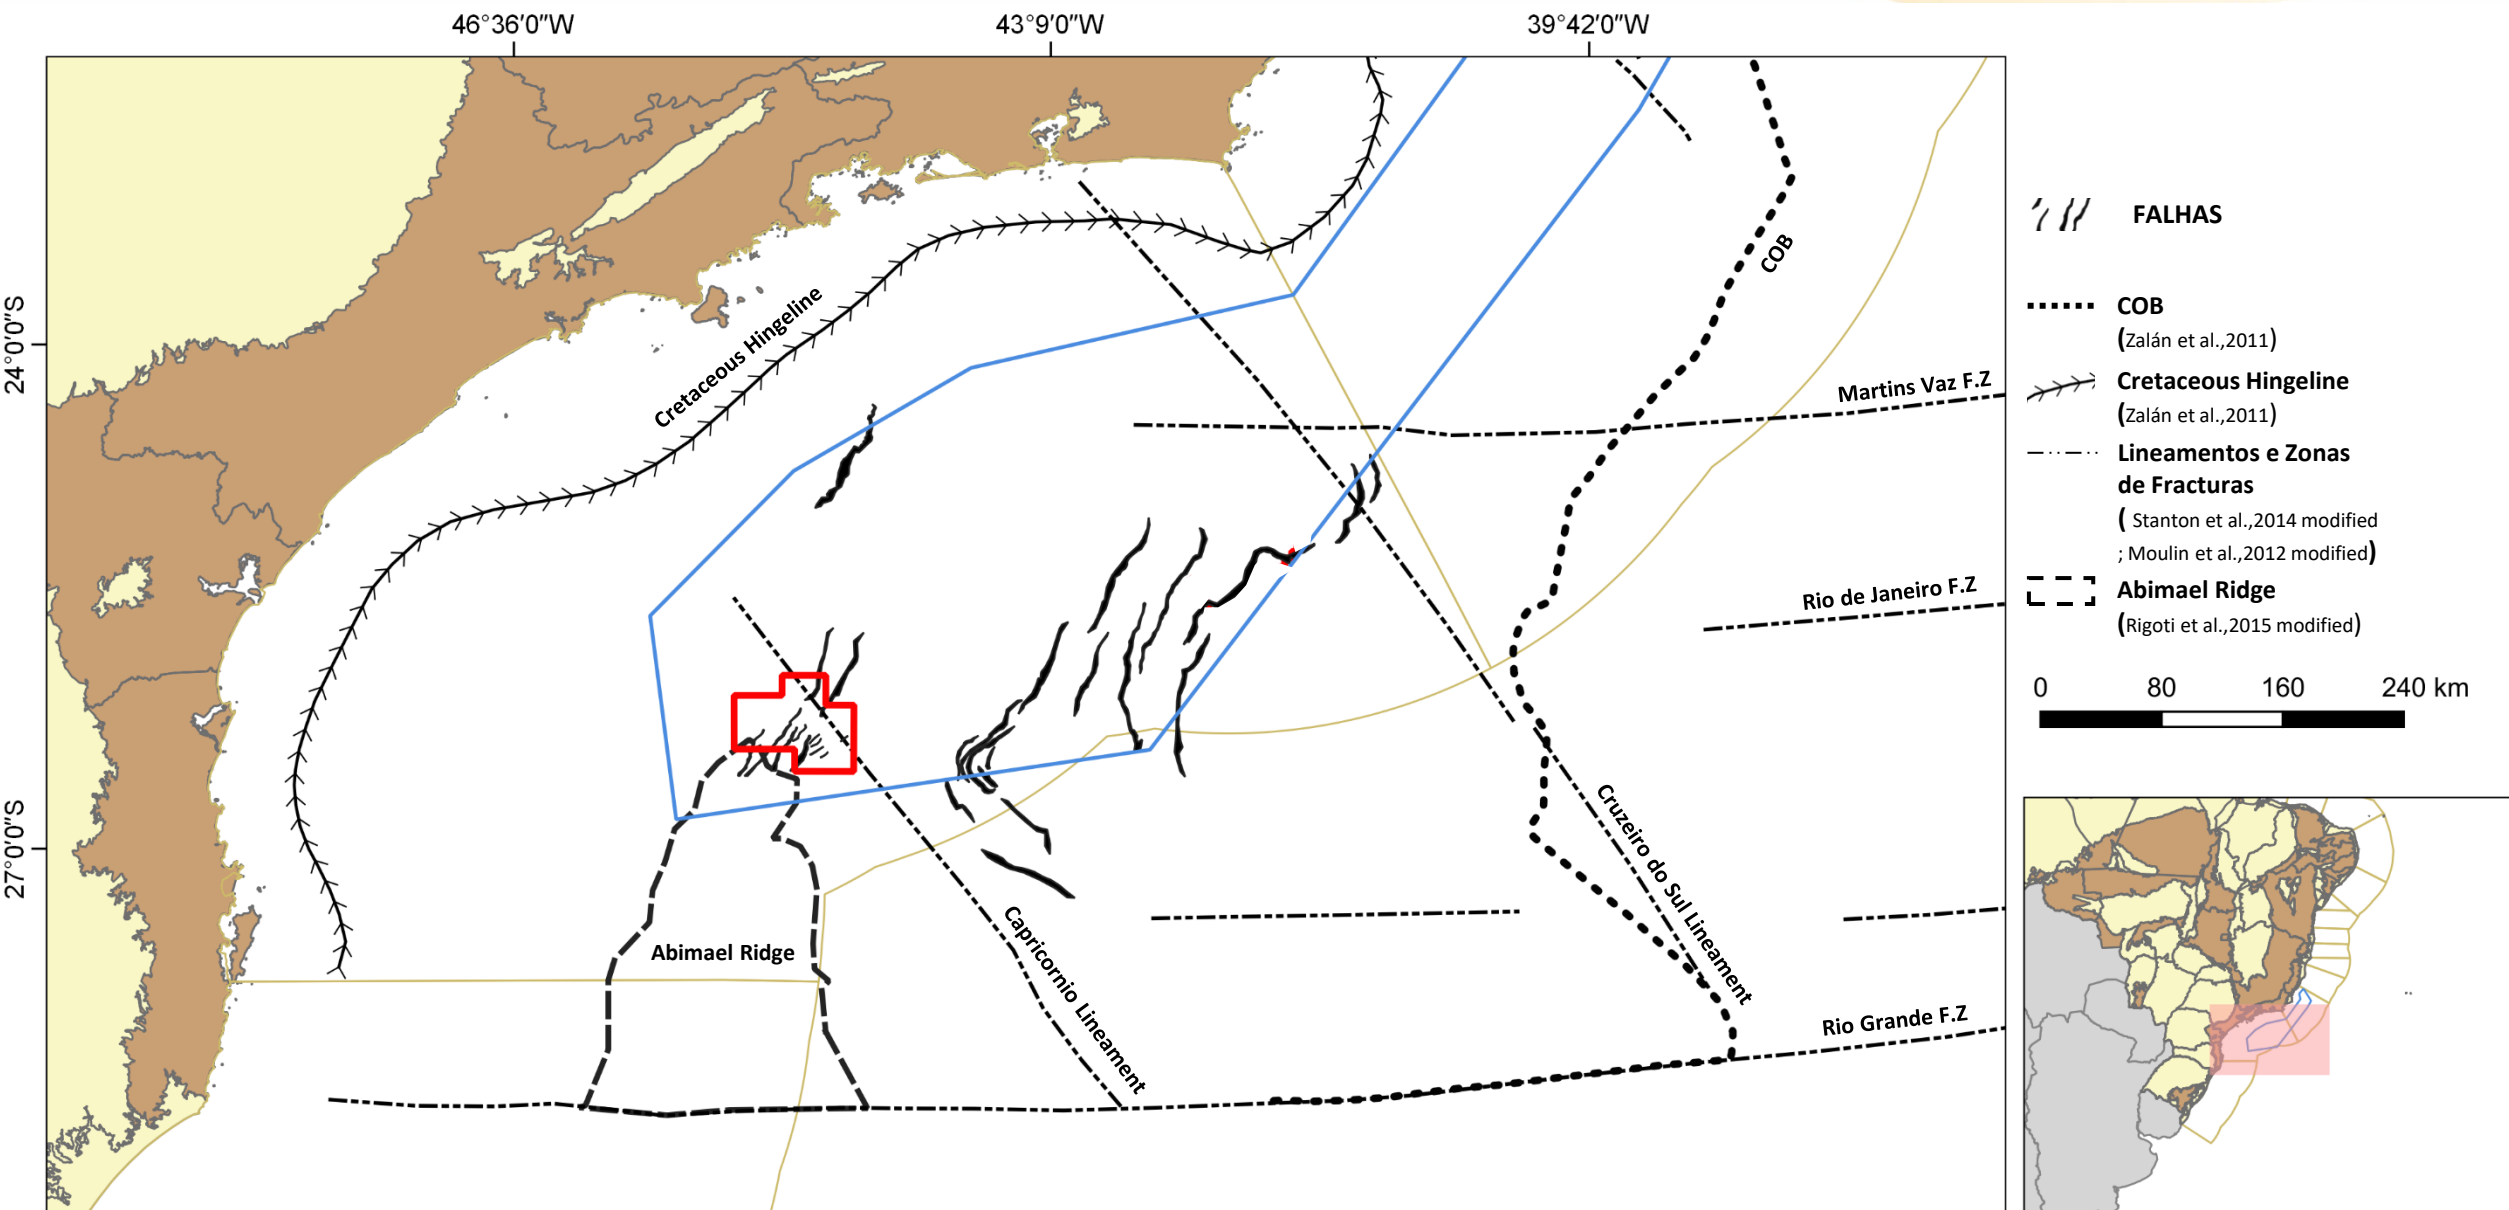 46°36'0"W
43°9'0"W
39°42'0"W
24°0'0"S
27°0'0"S
Cretaceous Hingeline
COB
Martins Vaz F.Z
Rio de Janeiro F.Z
Cruzeiro do Sul Lineament
Capricornio Lineament
Abimael Ridge
Rio Grande F.Z
FALHAS
COB
(Zalán et al.,2011)
Cretaceous Hingeline
(Zalán et al.,2011)
Lineamentos e Zonas
de Fracturas
( Stanton et al.,2014 modified
; Moulin et al.,2012 modified)
Abimael Ridge
(Rigoti et al.,2015 modified)
0 80 160 240 km